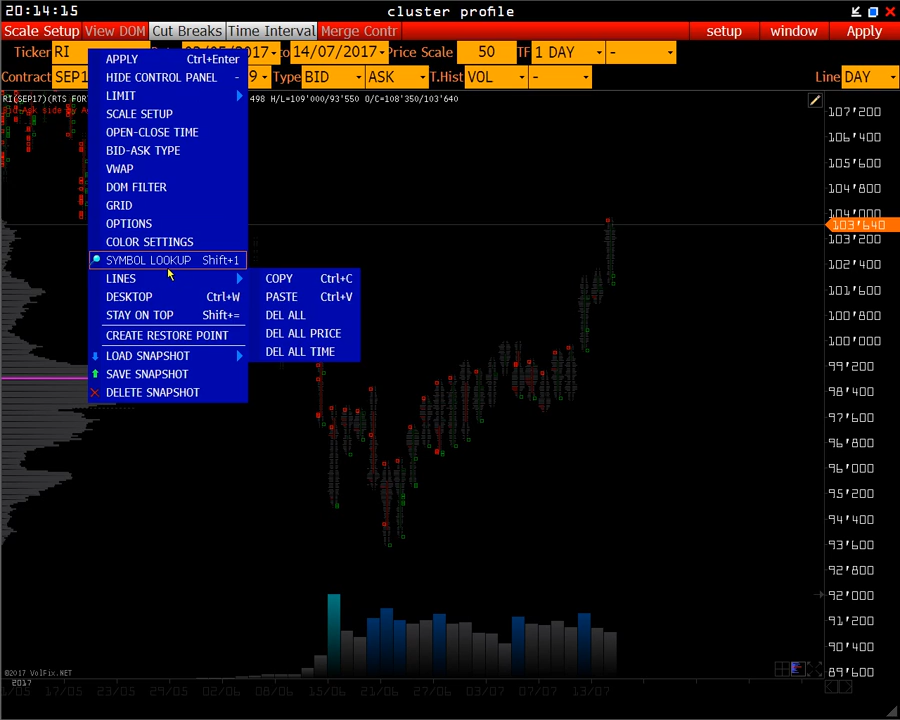 20:14:15 cluster profile
Scale Setup View DOM Cut Breaks Time Interval Merge Contr setup window Apply
Ticker RI 2017 to 14/07/2017 Price Scale 50 TF 1 DAY -
Contract SEP1 9 Type BID ASK T.Hist VOL - Line DAY
RI(SEP17)(RTS 498 H/L=109'000/93'550 O/C=108'350/103'640
APPLY Ctrl+Enter
HIDE CONTROL PANEL -
LIMIT
SCALE SETUP
OPEN-CLOSE TIME
BID-ASK TYPE
VWAP
DOM FILTER
GRID
OPTIONS
COLOR SETTINGS
SYMBOL LOOKUP Shift+1
LINES
DESKTOP Ctrl+W
STAY ON TOP Shift+=
CREATE RESTORE POINT
LOAD SNAPSHOT
SAVE SNAPSHOT
DELETE SNAPSHOT
COPY Ctrl+C
PASTE Ctrl+V
DEL ALL
DEL ALL PRICE
DEL ALL TIME
107'200
106'400
105'600
104'800
104'000
103'640
103'200
102'400
101'600
100'800
100'000
99'200
98'400
97'600
96'800
96'000
95'200
94'400
93'600
92'800
92'000
91'200
90'400
89'600
©2017 VolFix.NET
2017
17/05 23/05 29/05 02/06 08/06 15/06 21/06 27/06 03/07 07/07 13/07